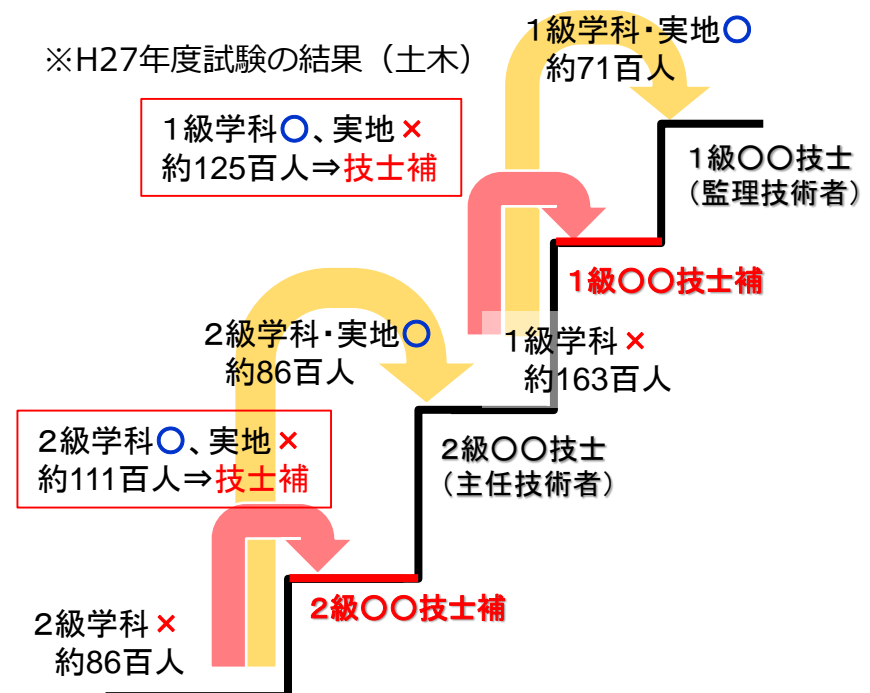 ※H27年度試験の結果（土木）
１級学科・実地○
約71百人
１級学科○、実地×
約125百人⇒技士補
１級○○技士
（監理技術者）
１級○○技士補
１級学科×
約163百人
２級学科・実地○
約86百人
２級学科○、実地×
約111百人⇒技士補
２級○○技士
（主任技術者）
２級○○技士補
２級学科×
約86百人